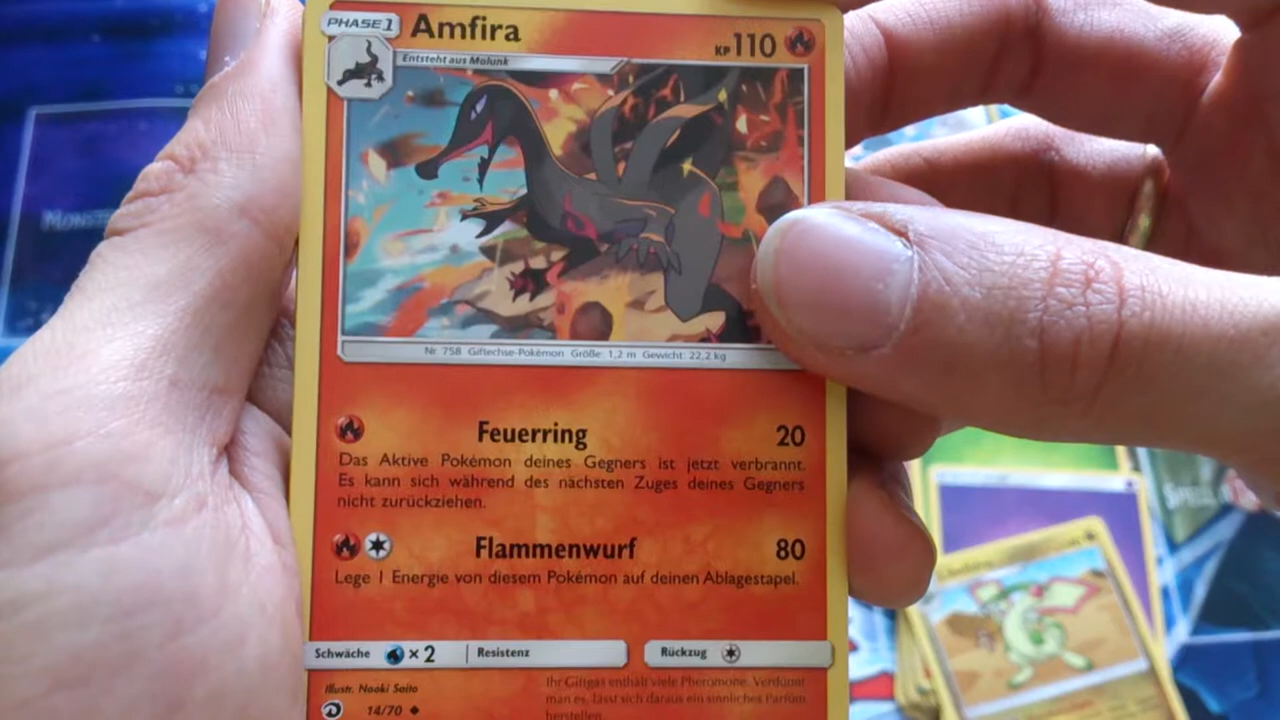 PHASE 1
Amfira
KP 110
Entsteht aus Molunk
Nr. 758 Giftechse-Pokémon Größe: 1,2 m Gewicht: 22,2 kg
Feuerring 20
Das Aktive Pokémon deines Gegners ist jetzt verbrannt.
Es kann sich während des nächsten Zuges deines Gegners
nicht zurückziehen.
Flammenwurf 80
Lege 1 Energie von diesem Pokémon auf deinen Ablagestapel.
Schwäche ×2 Resistenz Rückzug
Illustr. Naoki Saito
14/70
Ihr Giftgas enthält viele Pheromone. Verdünnt
man es, lässt sich daraus ein sinnliches Parfüm
herstellen.